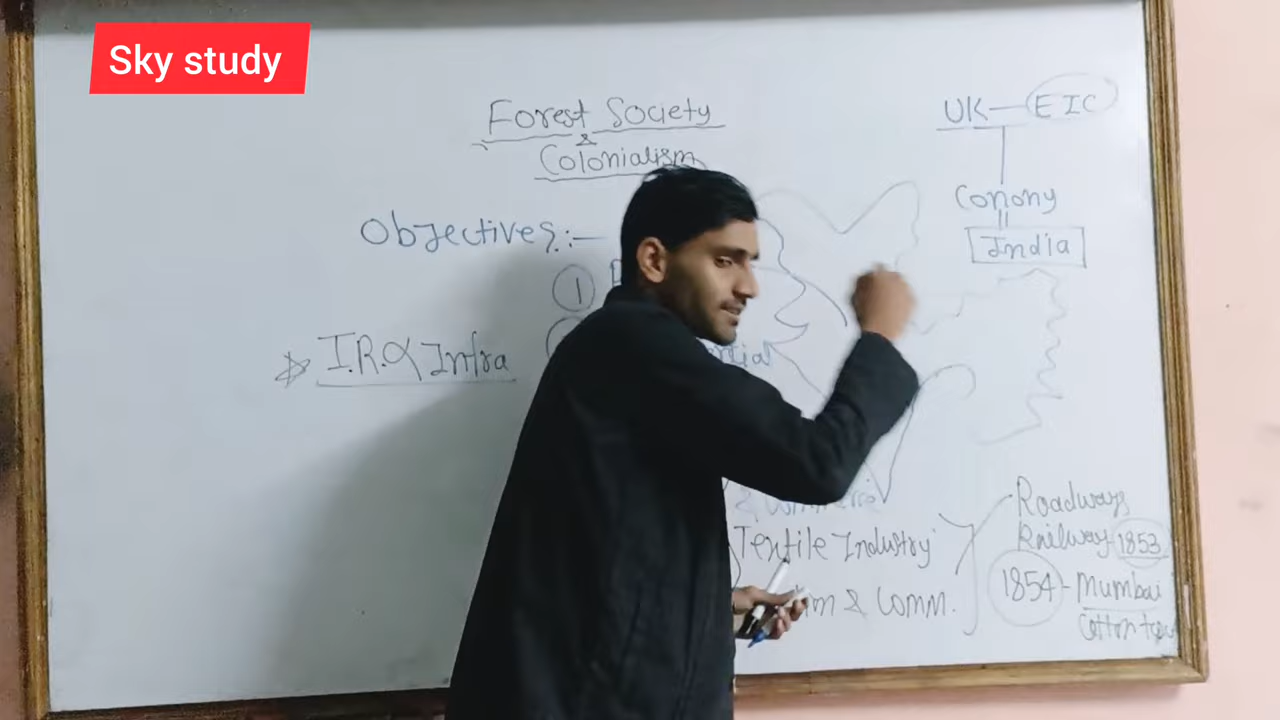 Sky study
Forest Society
&
Colonialism
UK — EIC
Conony
India
Objectives :—
1
I.R. & Infra
Textile Industry
& Comm.
Roadways
Railway 1853
1854 - Mumbai
Cotton